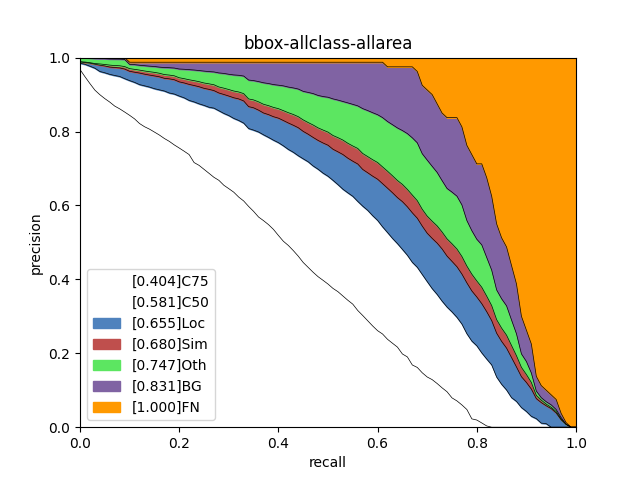 bbox-allclass-allarea
1.0
0.8
0.6
0.4
0.2
0.0
precision
[0.404]C75
[0.581]C50
[0.655]Loc
[0.680]Sim
[0.747]Oth
[0.831]BG
[1.000]FN
0.0 0.2 0.4 0.6 0.8 1.0
recall